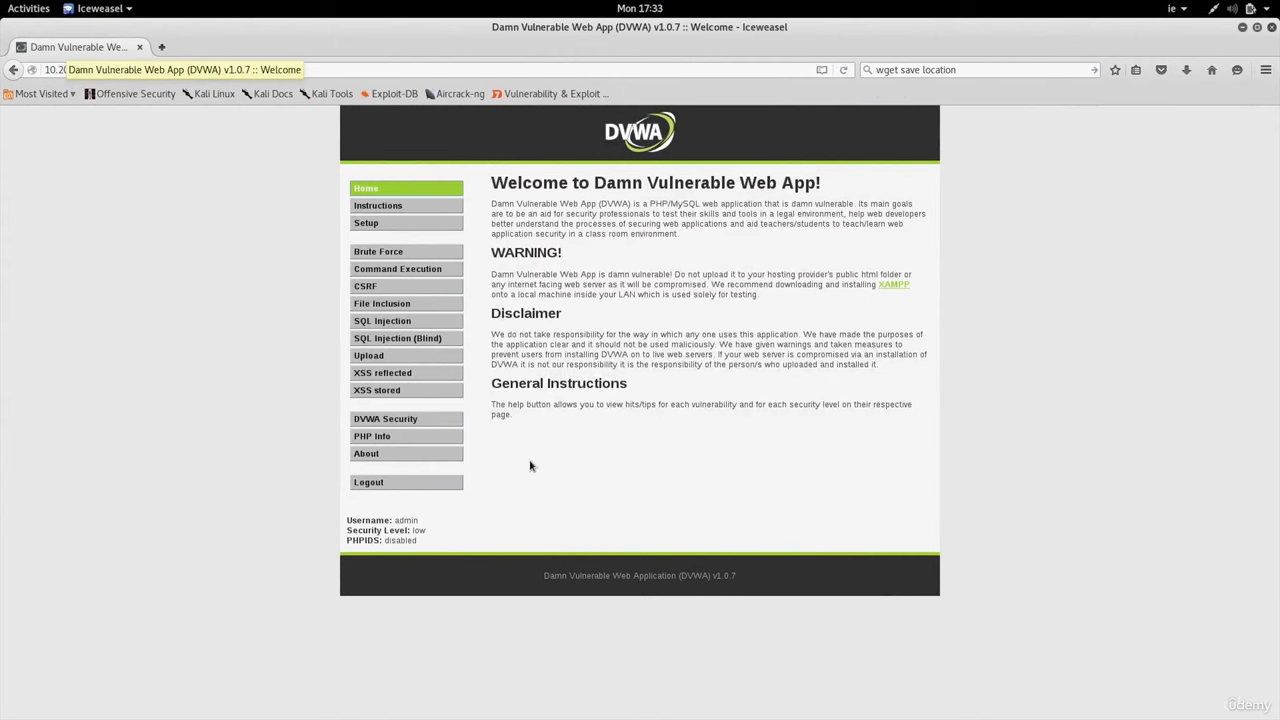 Activities Iceweasel Mon 17:33 ie
Damn Vulnerable Web App (DVWA) v1.0.7 :: Welcome - Iceweasel
Damn Vulnerable We...
10.20 Damn Vulnerable Web App (DVWA) v1.0.7 :: Welcome wget save location
Most Visited Offensive Security Kali Linux Kali Docs Kali Tools Exploit-DB Aircrack-ng Vulnerability & Exploit ...
DVWA
Home
Instructions
Setup
Brute Force
Command Execution
CSRF
File Inclusion
SQL Injection
SQL Injection (Blind)
Upload
XSS reflected
XSS stored
DVWA Security
PHP Info
About
Logout
Username: admin
Security Level: low
PHPIDS: disabled
Welcome to Damn Vulnerable Web App!
Damn Vulnerable Web App (DVWA) is a PHP/MySQL web application that is damn vulnerable. Its main goals
are to be an aid for security professionals to test their skills and tools in a legal environment, help web developers
better understand the processes of securing web applications and aid teachers/students to teach/learn web
application security in a class room environment.
WARNING!
Damn Vulnerable Web App is damn vulnerable! Do not upload it to your hosting provider's public html folder or
any internet facing web server as it will be compromised. We recommend downloading and installing XAMPP
onto a local machine inside your LAN which is used solely for testing.
Disclaimer
We do not take responsibility for the way in which any one uses this application. We have made the purposes of
the application clear and it should not be used maliciously. We have given warnings and taken measures to
prevent users from installing DVWA on to live web servers. If your web server is compromised via an installation of
DVWA it is not our responsibility it is the responsibility of the person/s who uploaded and installed it.
General Instructions
The help button allows you to view hits/tips for each vulnerability and for each security level on their respective
page.
Damn Vulnerable Web Application (DVWA) v1.0.7
ûdemy